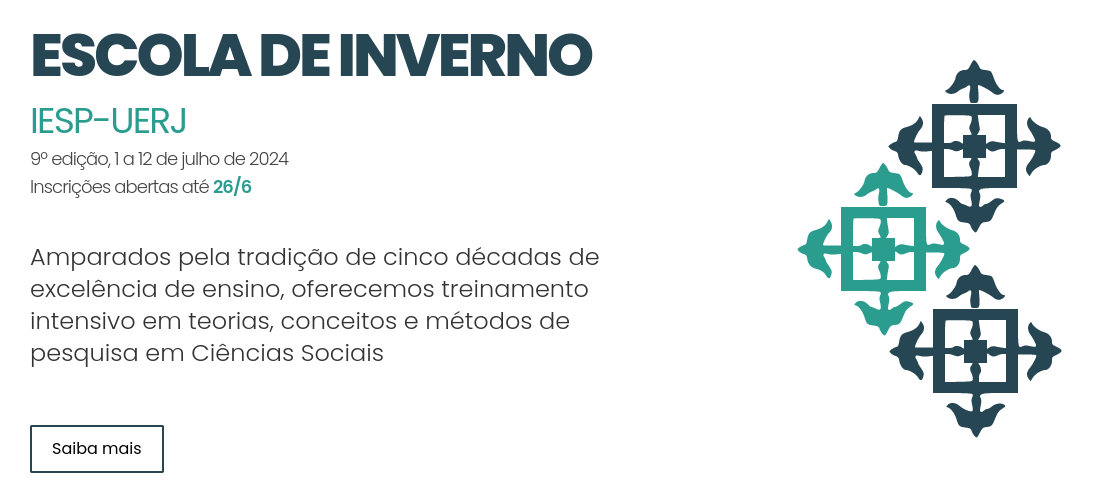 ESCOLA DE INVERNO
IESP-UERJ
9º edição, 1 a 12 de julho de 2024
Inscrições abertas até 26/6
Amparados pela tradição de cinco décadas de
excelência de ensino, oferecemos treinamento
intensivo em teorias, conceitos e métodos de
pesquisa em Ciências Sociais
Saiba mais